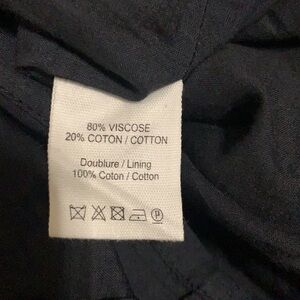 80% VISCOSE
20% COTON / COTTON
Doublure / Lining
100% Coton / Cotton
P